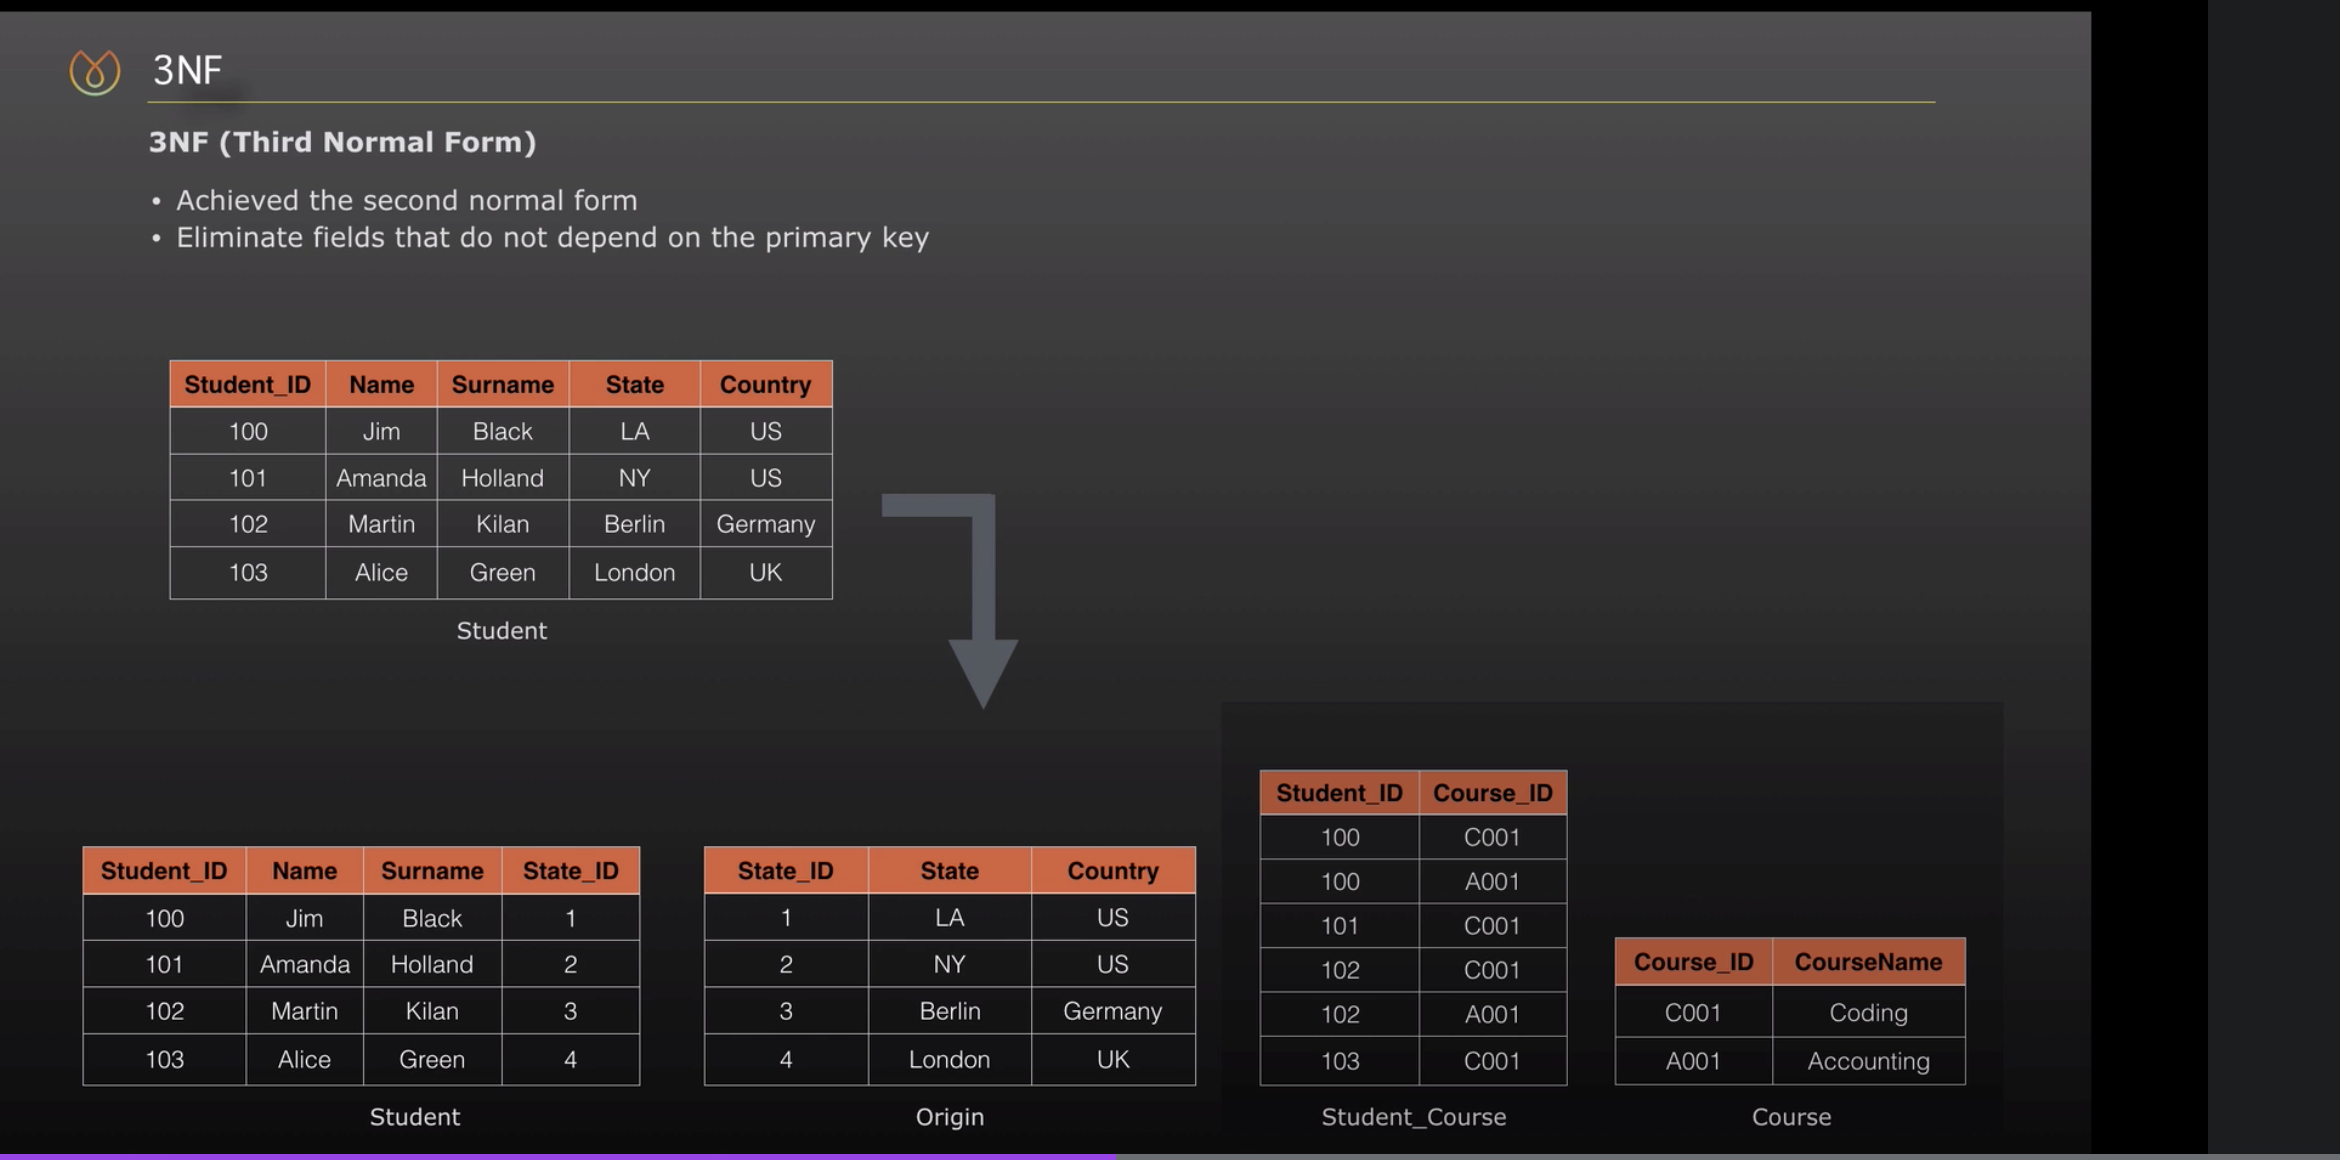 3NF
3NF (Third Normal Form)
• Achieved the second normal form
• Eliminate fields that do not depend on the primary key
Student_ID Name Surname State Country
100 Jim Black LA US
101 Amanda Holland NY US
102 Martin Kilan Berlin Germany
103 Alice Green London UK
Student
Student_ID Name Surname State_ID
100 Jim Black 1
101 Amanda Holland 2
102 Martin Kilan 3
103 Alice Green 4
Student
State_ID State Country
1 LA US
2 NY US
3 Berlin Germany
4 London UK
Origin
Student_ID Course_ID
100 C001
100 A001
101 C001
102 C001
102 A001
103 C001
Student_Course
Course_ID CourseName
C001 Coding
A001 Accounting
Course